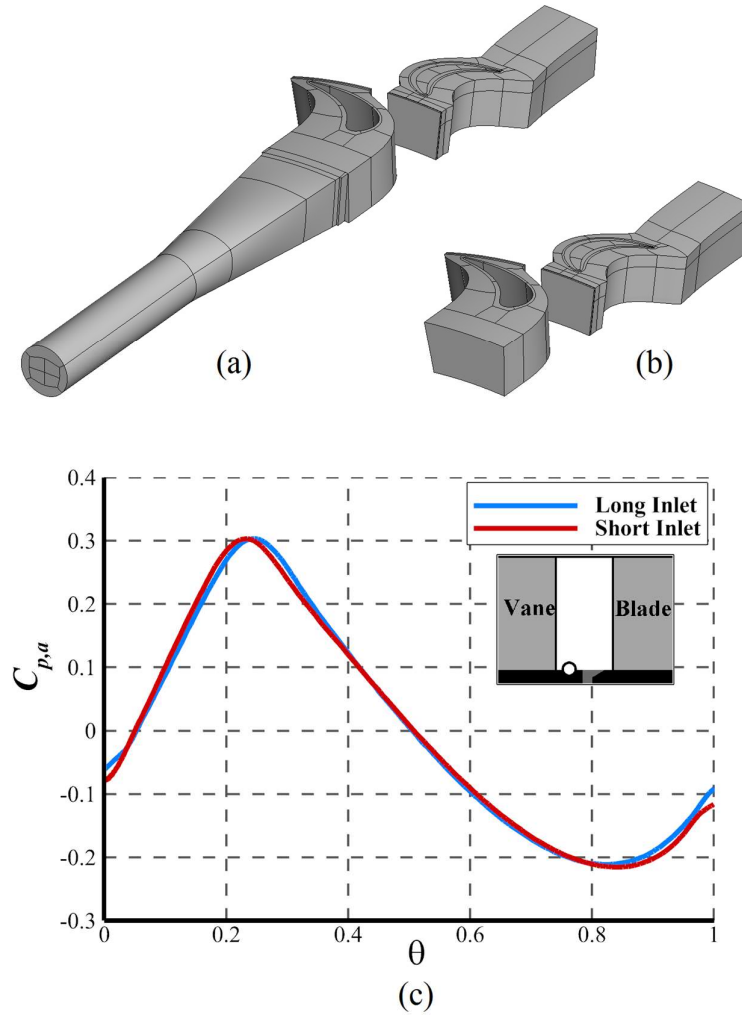 (a)
(b)
0.4
0.3
0.2
0.1
0
-0.1
-0.2
-0.3
C_{p,a}
Long Inlet
Short Inlet
Vane
Blade
0
0.2
0.4
0.6
0.8
1
θ
(c)